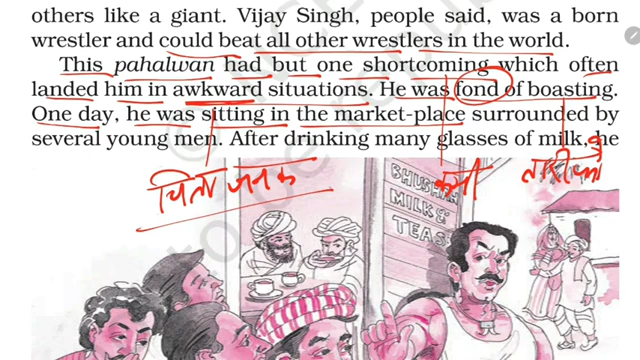 others like a giant. Vijay Singh, people said, was a born
wrestler and could beat all other wrestlers in the world.
This pahalwan had but one shortcoming which often
landed him in awkward situations. He was fond of boasting.
One day, he was sitting in the market-place surrounded by
several young men. After drinking many glasses of milk, he
चिंता जनक
कमी
BHUSHAN
MILK &
TEAS